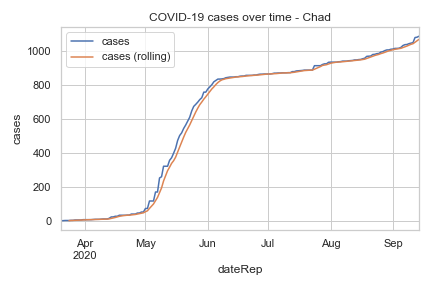 COVID-19 cases over time - Chad
cases
cases (rolling)
1000
800
600
400
200
0
cases
Apr
2020
May
Jun
Jul
Aug
Sep
dateRep